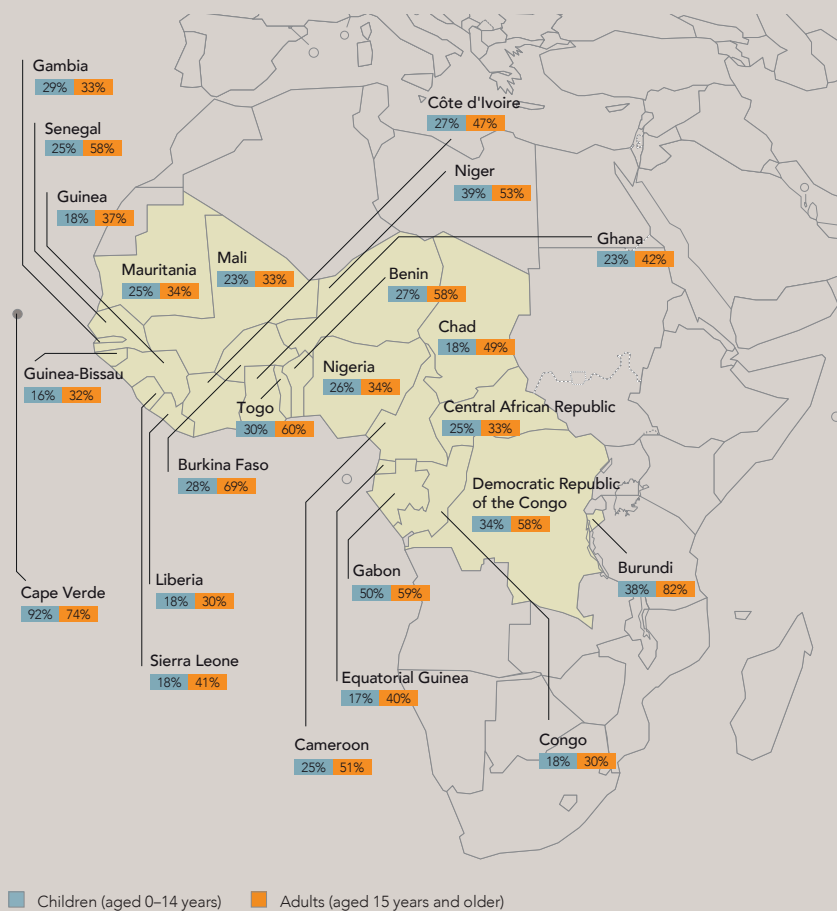 Gambia
29% 33%
Senegal
25% 58%
Guinea
18% 37%
Mauritania
25% 34%
Mali
23% 33%
Côte d'Ivoire
27% 47%
Niger
39% 53%
Ghana
23% 42%
Benin
27% 58%
Chad
18% 49%
Guinea-Bissau
16% 32%
Nigeria
26% 34%
Togo
30% 60%
Central African Republic
25% 33%
Burkina Faso
28% 69%
Democratic Republic
of the Congo
34% 58%
Cape Verde
92% 74%
Liberia
18% 30%
Gabon
50% 59%
Burundi
38% 82%
Sierra Leone
18% 41%
Equatorial Guinea
17% 40%
Cameroon
25% 51%
Congo
18% 30%
Children (aged 0–14 years) Adults (aged 15 years and older)